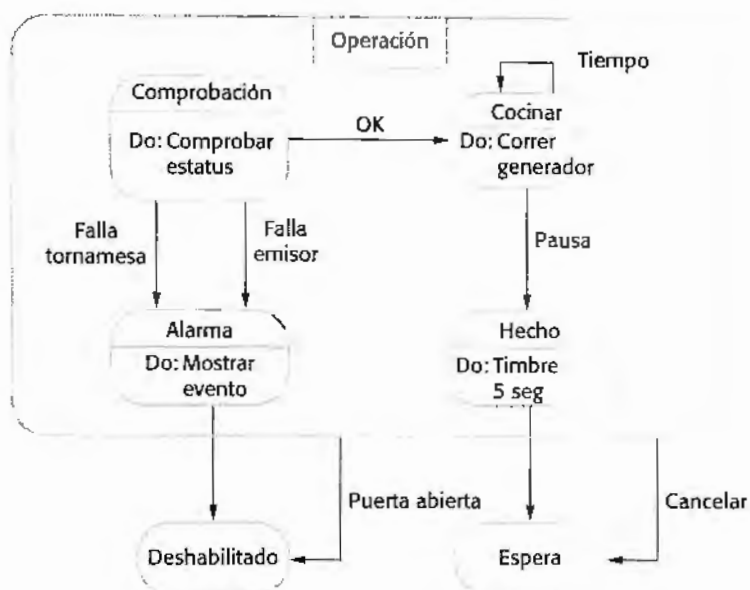 Operación
Tiempo
Comprobación
Cocinar
OK
Do: Comprobar
estatus
Do: Correr
generador
Falla
tornamesa
Falla
emisor
Pausa
Alarma
Hecho
Do: Mostrar
evento
Do: Timbre
5 seg
Puerta abierta
Cancelar
Deshabilitado
Espera